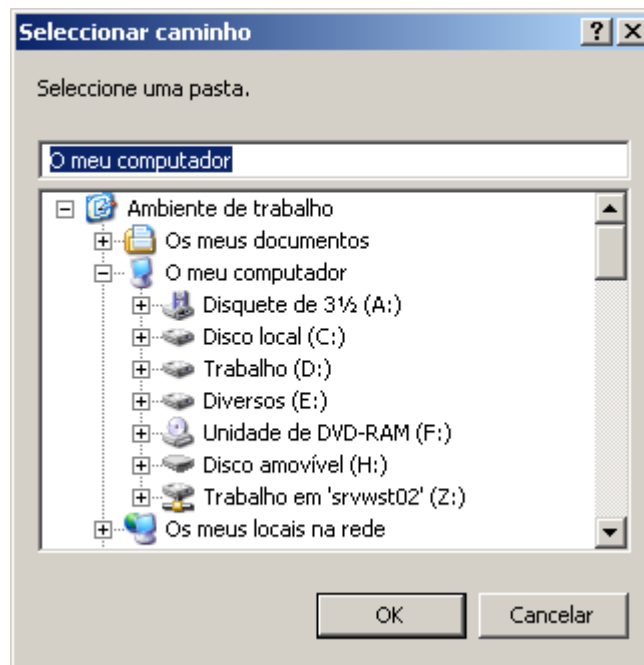 Seleccionar caminho
Seleccione uma pasta.
O meu computador
Ambiente de trabalho
Os meus documentos
O meu computador
Disquete de 3½ (A:)
Disco local (C:)
Trabalho (D:)
Diversos (E:)
Unidade de DVD-RAM (F:)
Disco amovível (H:)
Trabalho em 'srvwst02' (Z:)
Os meus locais na rede
OK Cancelar